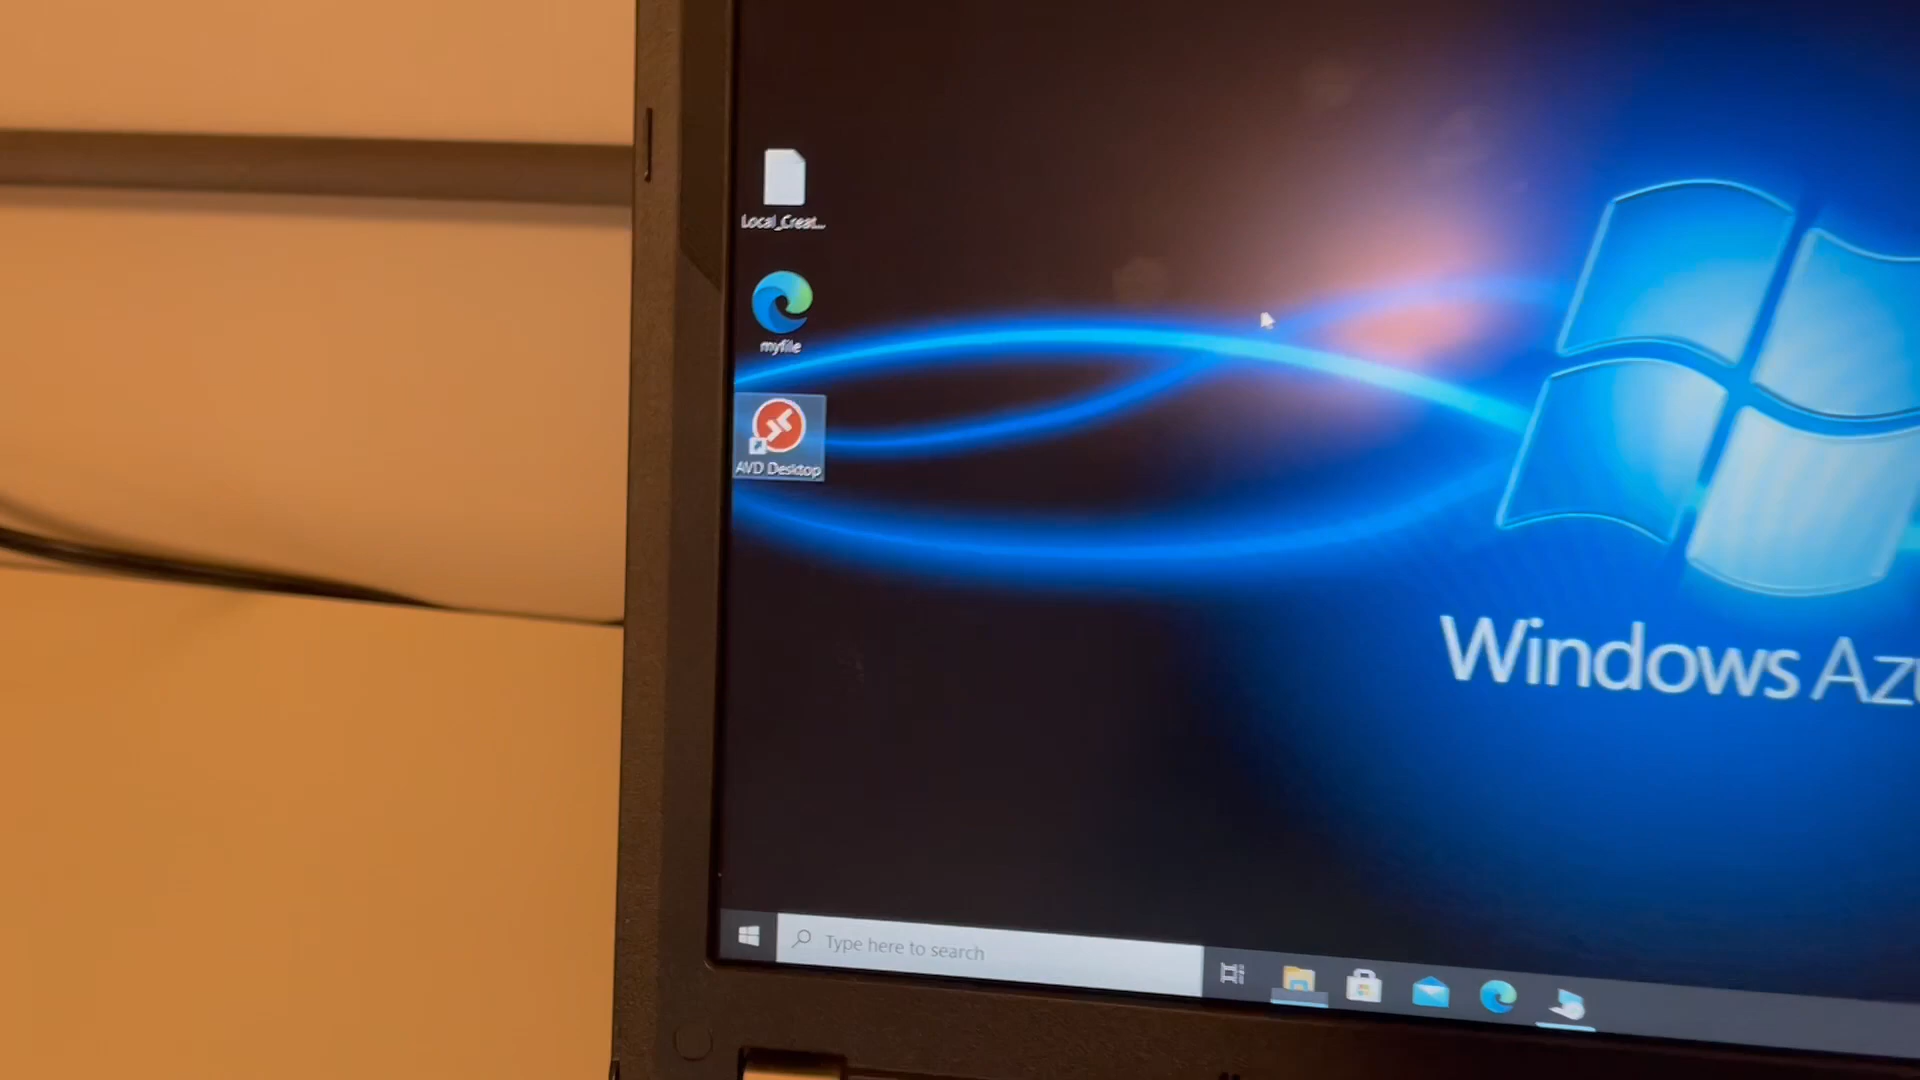 Local_Creat...
myfile
AVD Desktop
Windows Az
Type here to search